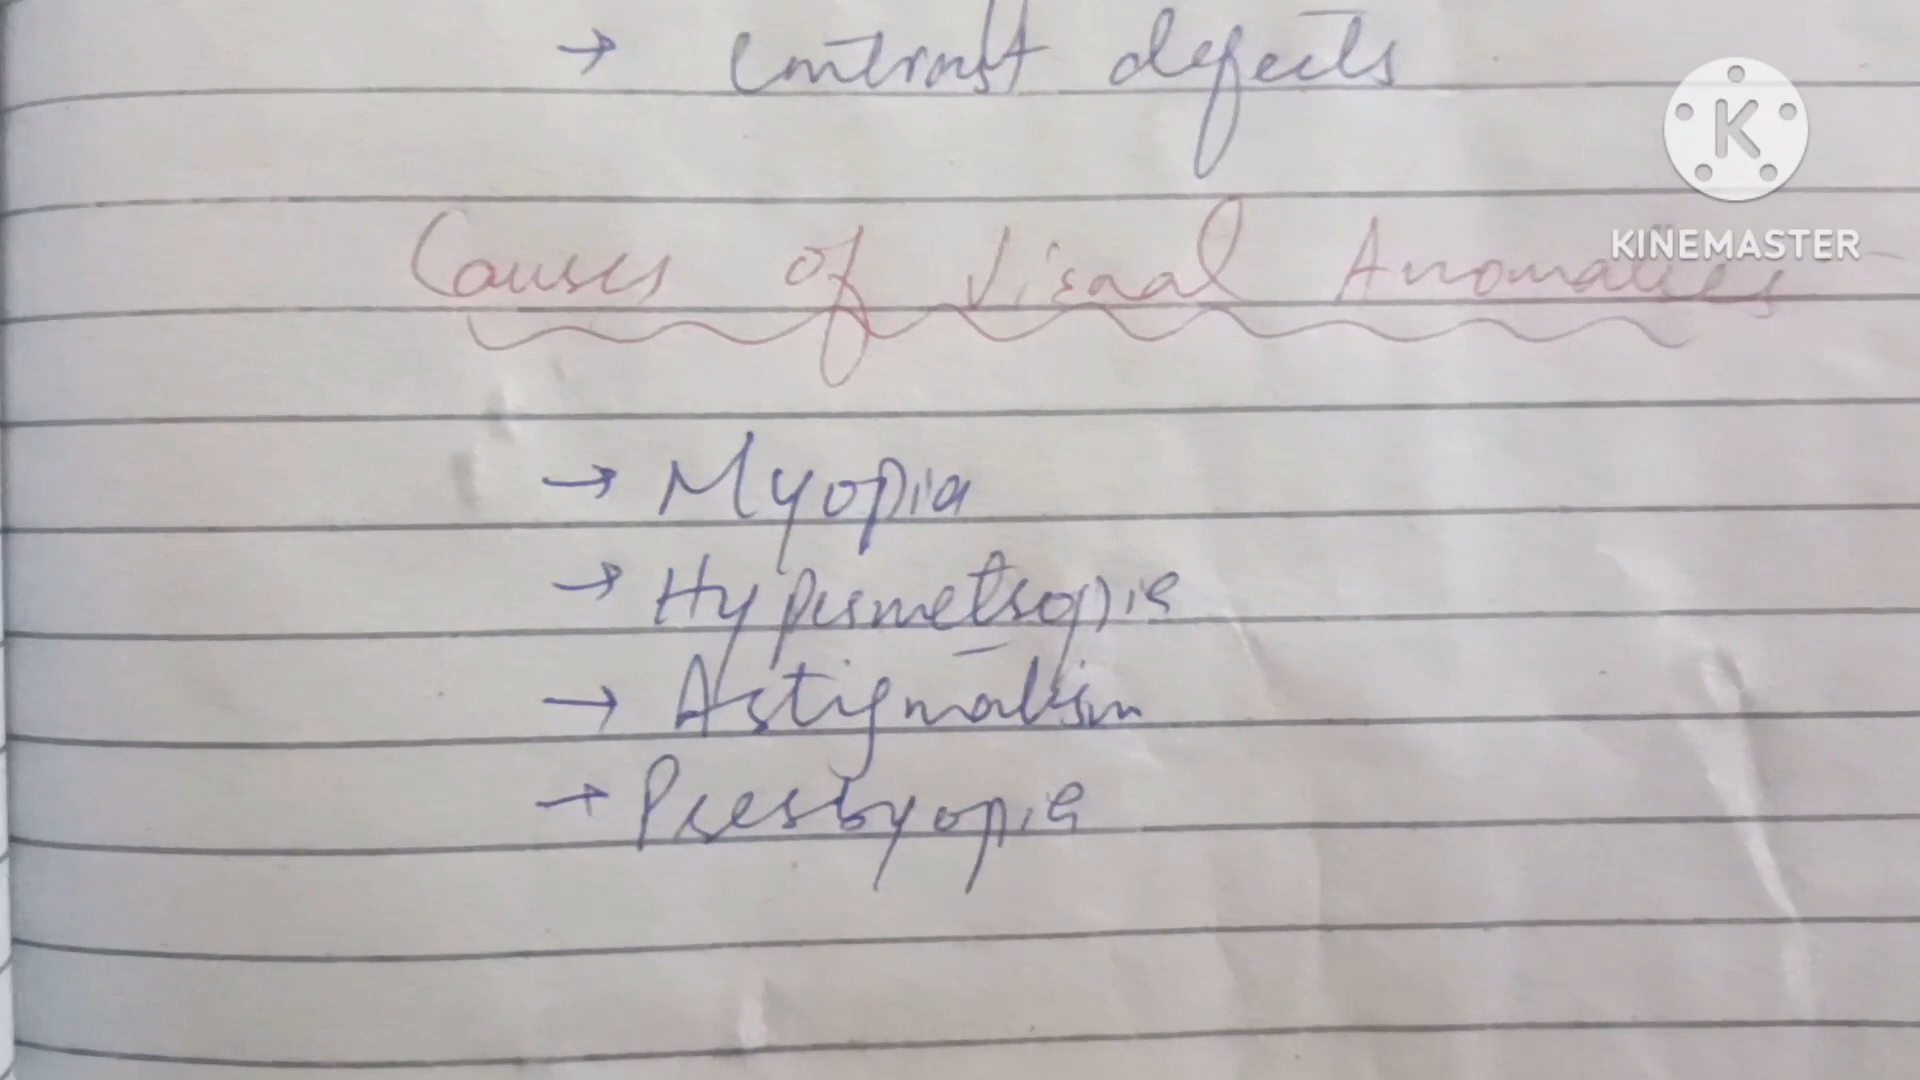 → Contrast defects
K
KINEMASTER
Causes of Visual Anomalies
→ Myopia
→ Hypermetropia
→ Astigmatism
→ Presbyopia